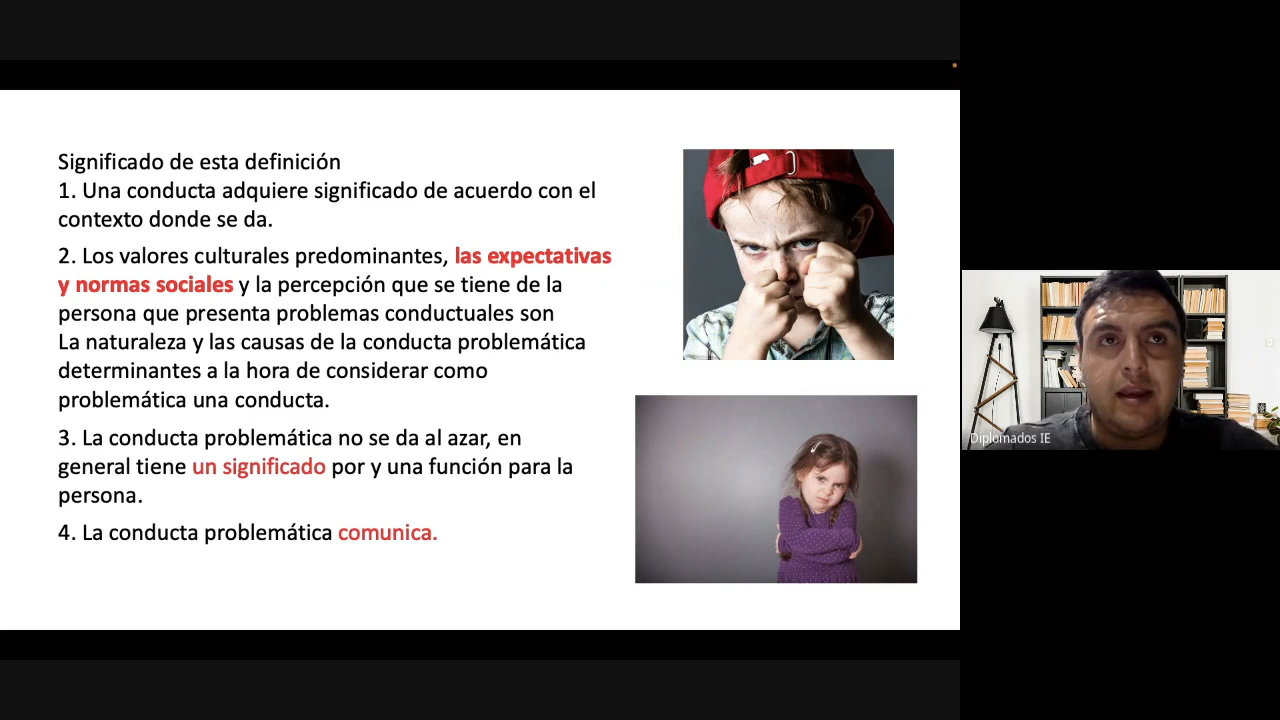 Significado de esta definición
1. Una conducta adquiere significado de acuerdo con el
contexto donde se da.
2. Los valores culturales predominantes, las expectativas
y normas sociales y la percepción que se tiene de la
persona que presenta problemas conductuales son
La naturaleza y las causas de la conducta problemática
determinantes a la hora de considerar como
problemática una conducta.
3. La conducta problemática no se da al azar, en
general tiene un significado por y una función para la
persona.
4. La conducta problemática comunica.
Diplomados IE